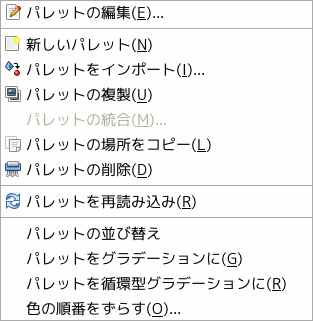 パレットの編集(E)...
新しいパレット(N)
パレットをインポート(I)...
パレットの複製(U)
パレットの統合(M)...
パレットの場所をコピー(L)
パレットの削除(D)
パレットを再読み込み(R)
パレットの並び替え
パレットをグラデーションに(G)
パレットを循環型グラデーションに(R)
色の順番をずらす(O)...